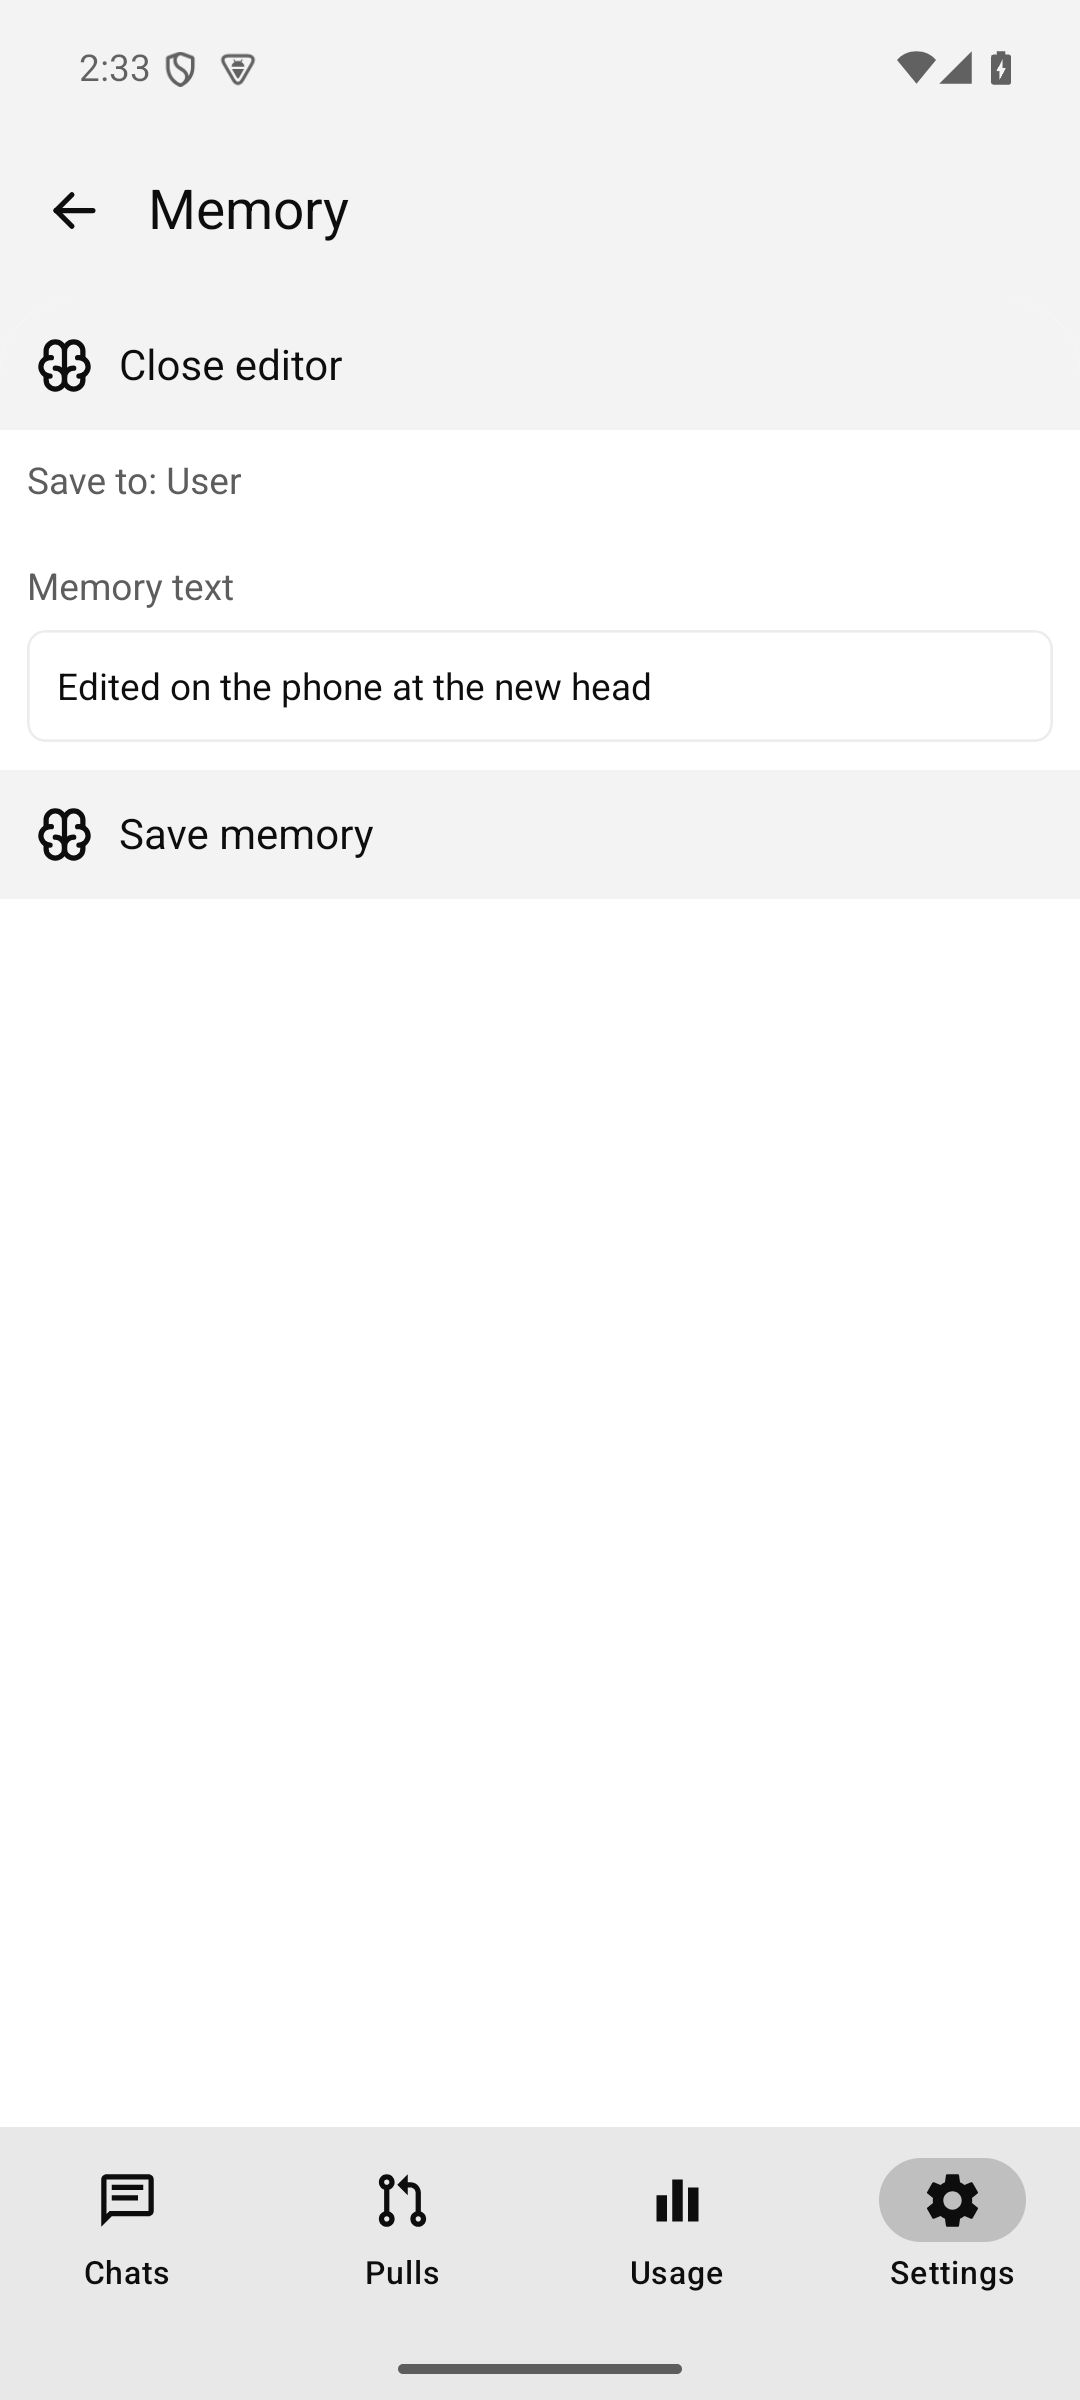 2:33
Memory
Close editor
Save to: User
Memory text
Edited on the phone at the new head
Save memory
Chats
Pulls
Usage
Settings